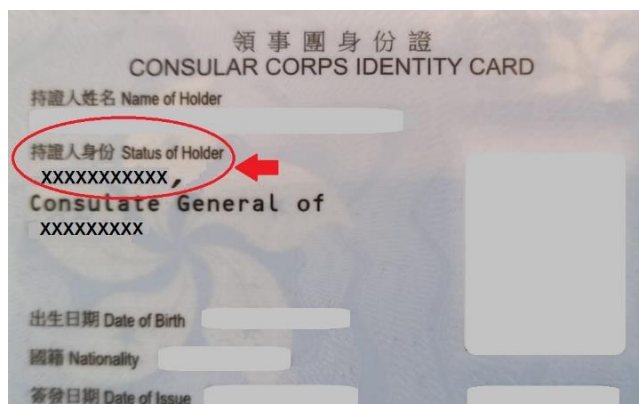 領事團身份證
CONSULAR CORPS IDENTITY CARD
持證人姓名 Name of Holder
持證人身份 Status of Holder
XXXXXXXXXXX,
Consulate General of
XXXXXXXXX
出生日期 Date of Birth
國籍 Nationality
簽發日期 Date of Issue